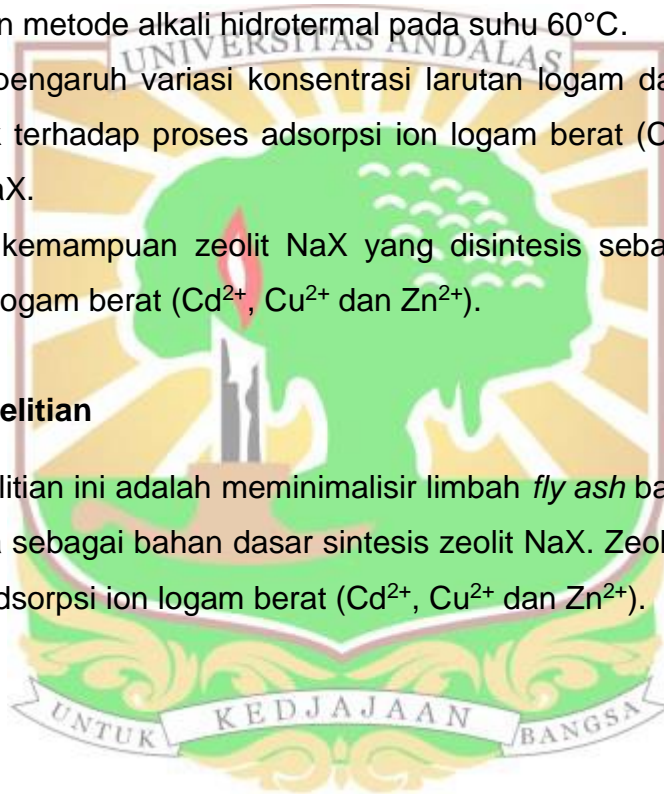 n metode alkali hidrotermal pada suhu 60°C.
UNIVERSITAS ANDALAS
pengaruh variasi konsentrasi larutan logam da
terhadap proses adsorpsi ion logam berat (C
aX.
kemampuan zeolit NaX yang disintesis seba
logam berat (Cd²⁺, Cu²⁺ dan Zn²⁺).
elitian
litian ini adalah meminimalisir limbah fly ash ba
a sebagai bahan dasar sintesis zeolit NaX. Zeol
dsorpsi ion logam berat (Cd²⁺, Cu²⁺ dan Zn²⁺).
UNTUK KEDJAJAAN BANGSA